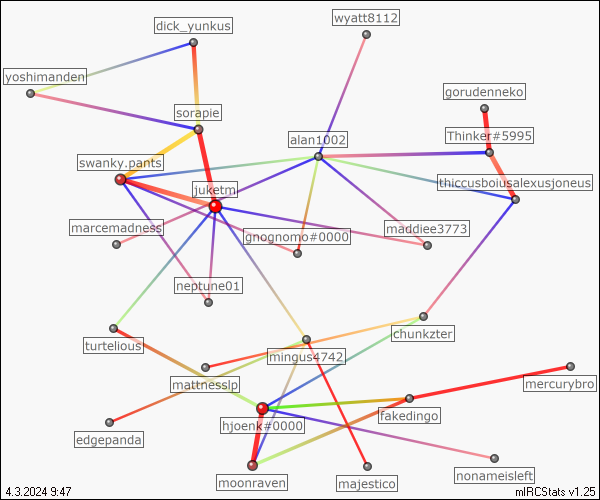 wyatt8112
dick_yunkus
yoshimanden
gorudenneko
sorapie
Thinker#5995
alan1002
swanky.pants
thiccusboiusalexusjoneus
juketm
marcemadness
maddiee3773
gnognomo#0000
neptune01
chunkzter
turtelious
mingus4742
mattnesslp
mercurybro
fakedingo
hjoenk#0000
edgepanda
nonameisleft
moonraven
majestico
4.3.2024 9:47
mIRCStats v1.25